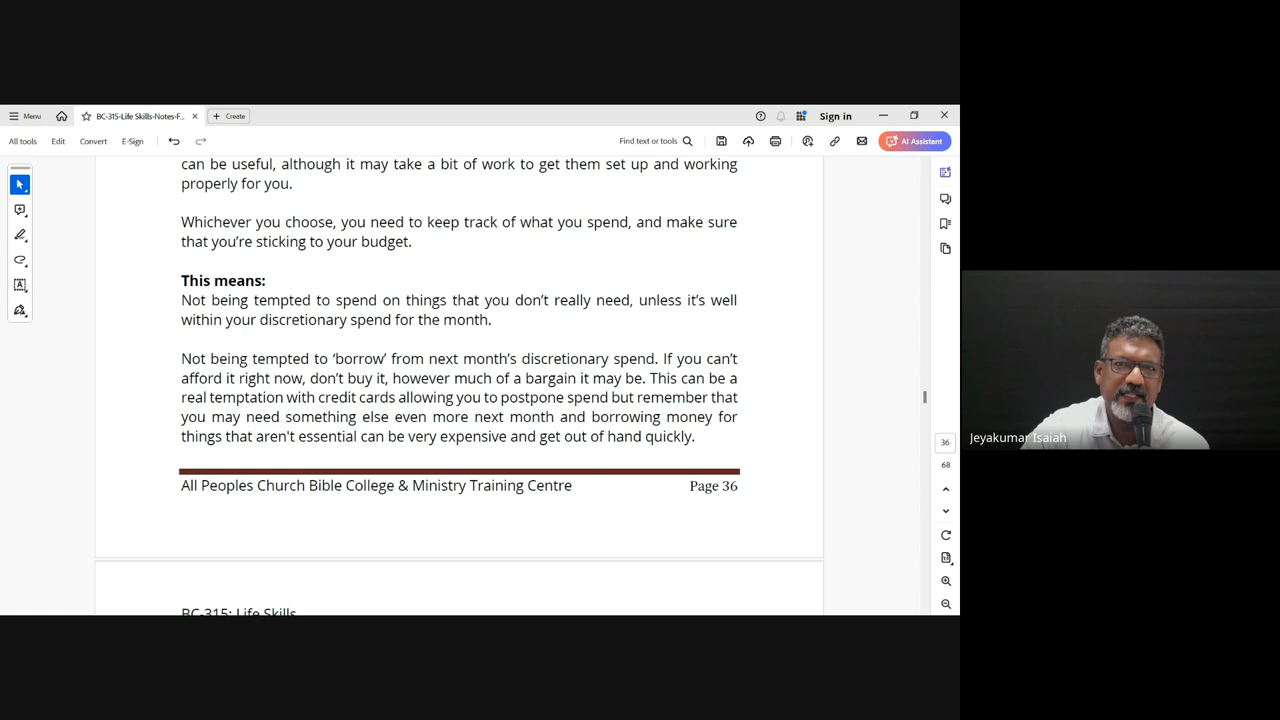 Menu
BC-315-Life Skills-Notes-F...
Create
Sign in
All tools
Edit
Convert
E-Sign
Find text or tools
AI Assistant
can be useful, although it may take a bit of work to get them set up and working
properly for you.
Whichever you choose, you need to keep track of what you spend, and make sure
that you're sticking to your budget.
This means:
Not being tempted to spend on things that you don't really need, unless it's well
within your discretionary spend for the month.
Not being tempted to 'borrow' from next month's discretionary spend. If you can't
afford it right now, don't buy it, however much of a bargain it may be. This can be a
real temptation with credit cards allowing you to postpone spend but remember that
you may need something else even more next month and borrowing money for
things that aren't essential can be very expensive and get out of hand quickly.
All Peoples Church Bible College & Ministry Training Centre Page 36
BC-315: Life Skills
36
68
Jeyakumar Isaiah